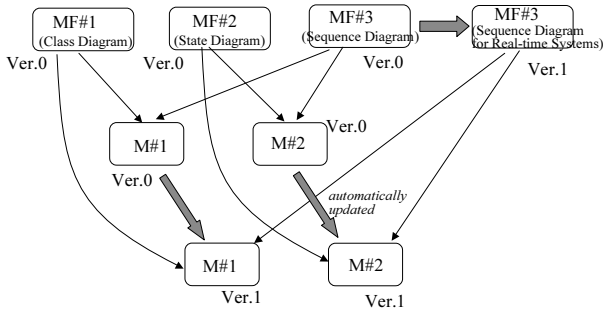 MF#1
(Class Diagram)
Ver.0
MF#2
(State Diagram)
Ver.0
MF#3
(Sequence Diagram)
Ver.0
MF#3
(Sequence Diagram
for Real-time Systems)
Ver.1
M#1
Ver.0
M#2
Ver.0
automatically
updated
M#1
Ver.1
M#2
Ver.1